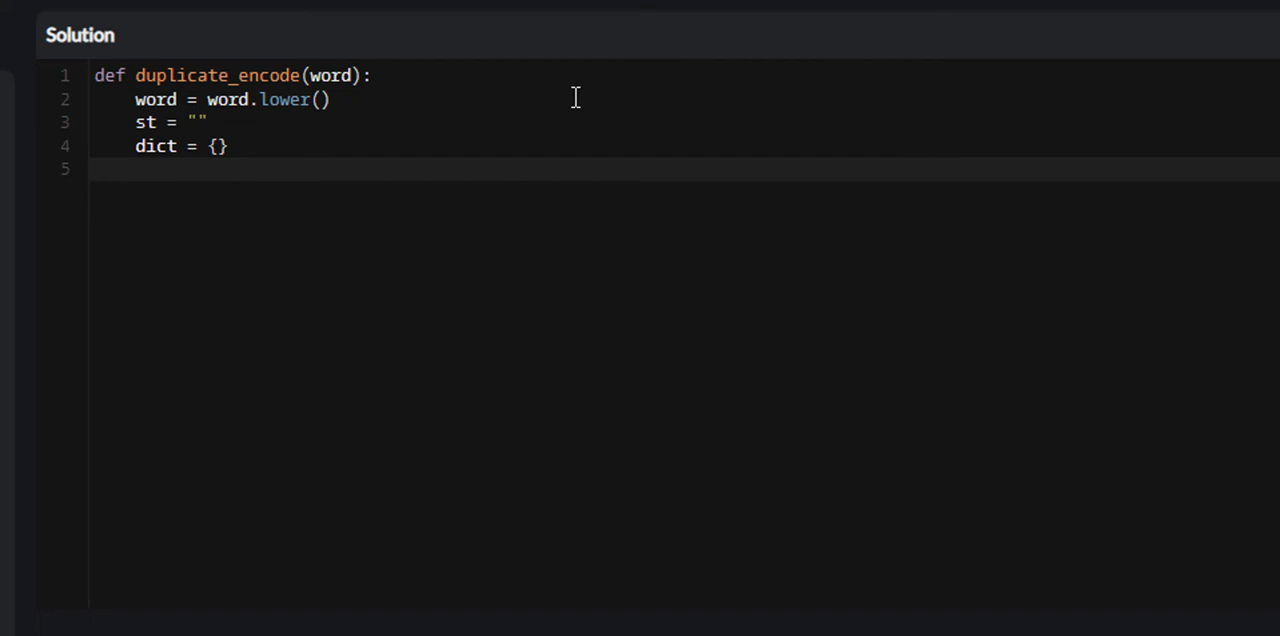 Solution
1 def duplicate_encode(word):
2     word = word.lower()
3     st = ""
4     dict = {}
5